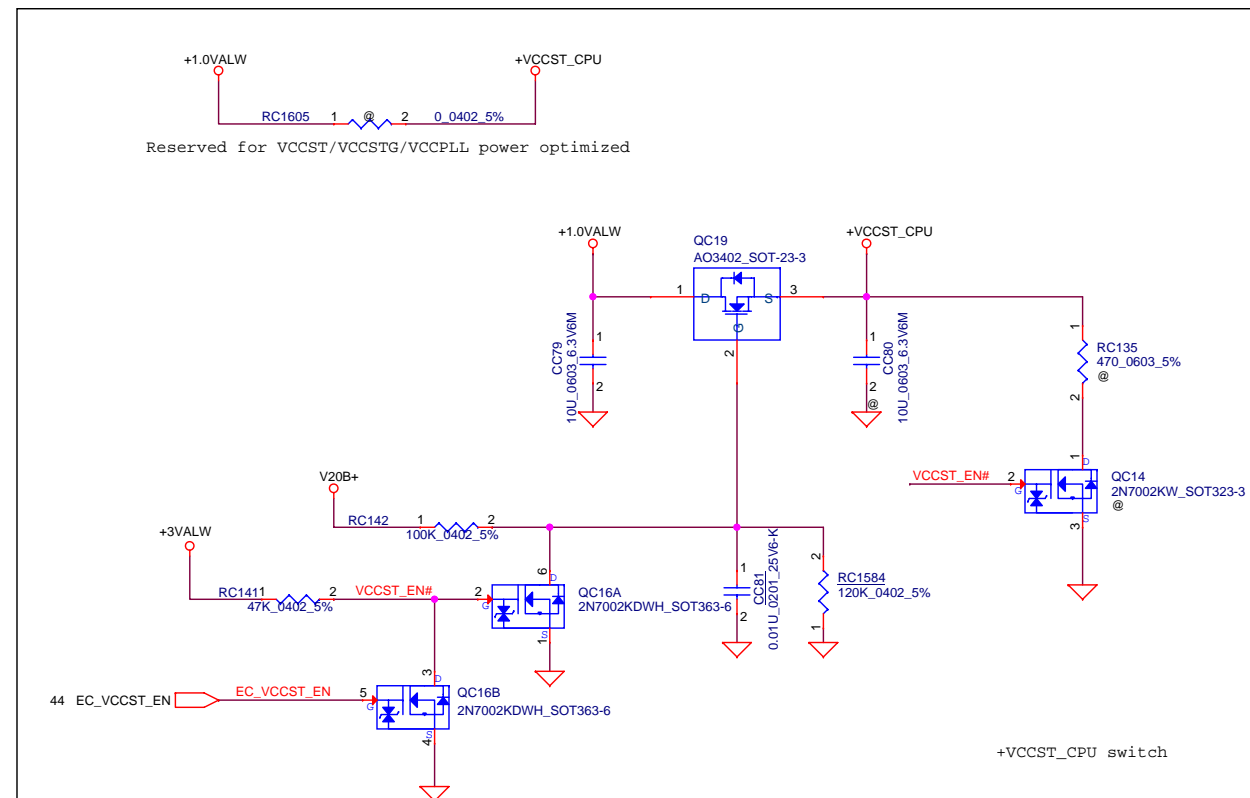 +1.0VALW
+VCCST_CPU
RC1605 1 @ 2 0_0402_5%
Reserved for VCCST/VCCSTG/VCCPLL power optimized
+1.0VALW
QC19
AO3402_SOT-23-3
+VCCST_CPU
1 D S 3
G
2
CC79
10U_0603_6.3V6M
1
2
CC80
10U_0603_6.3V6M
1
2
@
1
RC135
470_0603_5%
@
2
V20B+
RC142 1 2
100K_0402_5%
VCCST_EN# 2
G
1
D
S
3
QC14
2N7002KW_SOT323-3
@
+3VALW
RC141 1 2
47K_0402_5%
VCCST_EN#
2
G
6
D
S
1
QC16A
2N7002KDWH_SOT363-6
1
2
CC81
0.01U_0201_25V6-K
2
RC1584
120K_0402_5%
1
44 EC_VCCST_EN
EC_VCCST_EN
5
G
3
D
S
4
QC16B
2N7002KDWH_SOT363-6
+VCCST_CPU switch